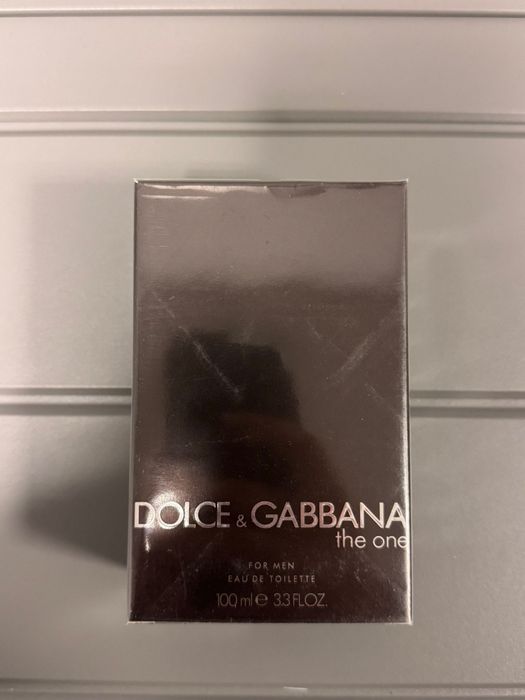 DOLCE & GABBANA
the one
FOR MEN
EAU DE TOILETTE
100 ml ℮ 3.3 FL.OZ.